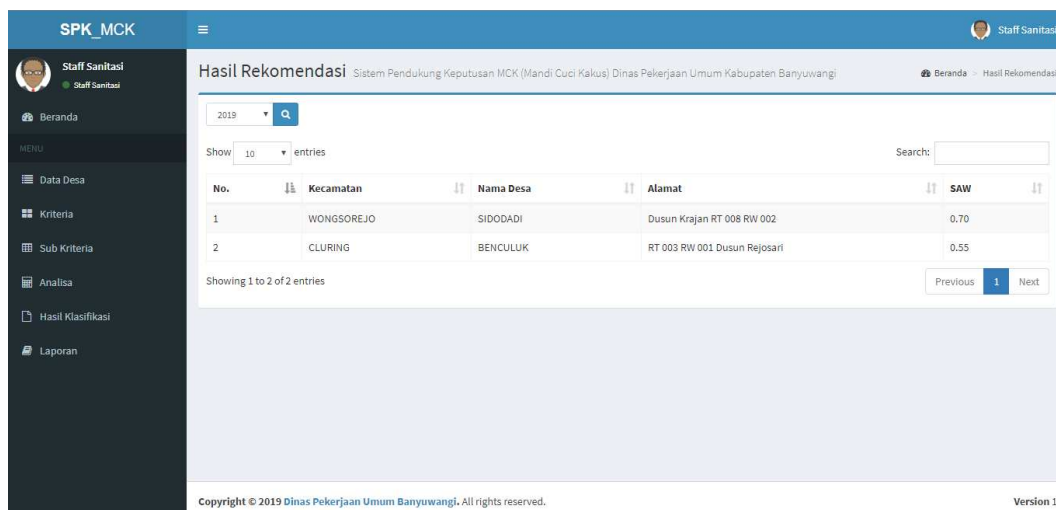 SPK_MCK
Staff Sanitasi
Staff Sanitasi
Staff Sanitasi
Beranda
MENU
Data Desa
Kriteria
Sub Kriteria
Analisa
Hasil Klasifikasi
Laporan
Hasil Rekomendasi Sistem Pendukung Keputusan MCK (Mandi Cuci Kakus) Dinas Pekerjaan Umum Kabupaten Banyuwangi
Beranda > Hasil Rekomendasi
2019
Show 10 entries Search:
No. Kecamatan Nama Desa Alamat SAW
1 WONGSOREJO SIDODADI Dusun Krajan RT 008 RW 002 0.70
2 CLURING BENCULUK RT 003 RW 001 Dusun Rejosari 0.55
Showing 1 to 2 of 2 entries Previous 1 Next
Copyright © 2019 Dinas Pekerjaan Umum Banyuwangi. All rights reserved. Version 1